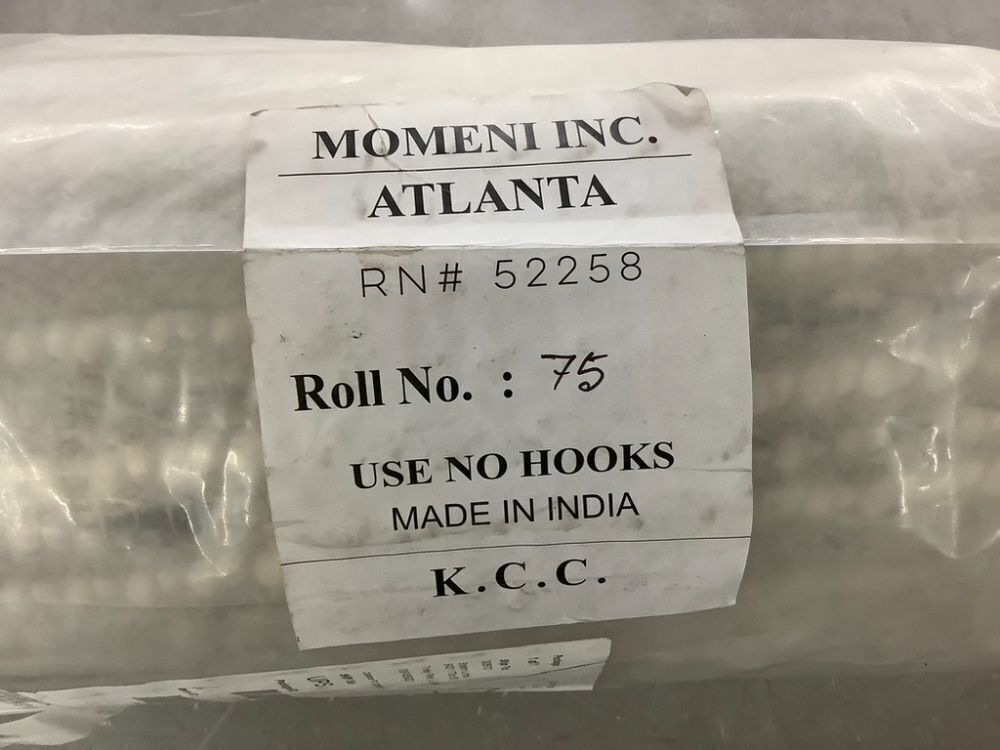 MOMENI INC.
ATLANTA
RN# 52258
Roll No. : 75
USE NO HOOKS
MADE IN INDIA
K.C.C.